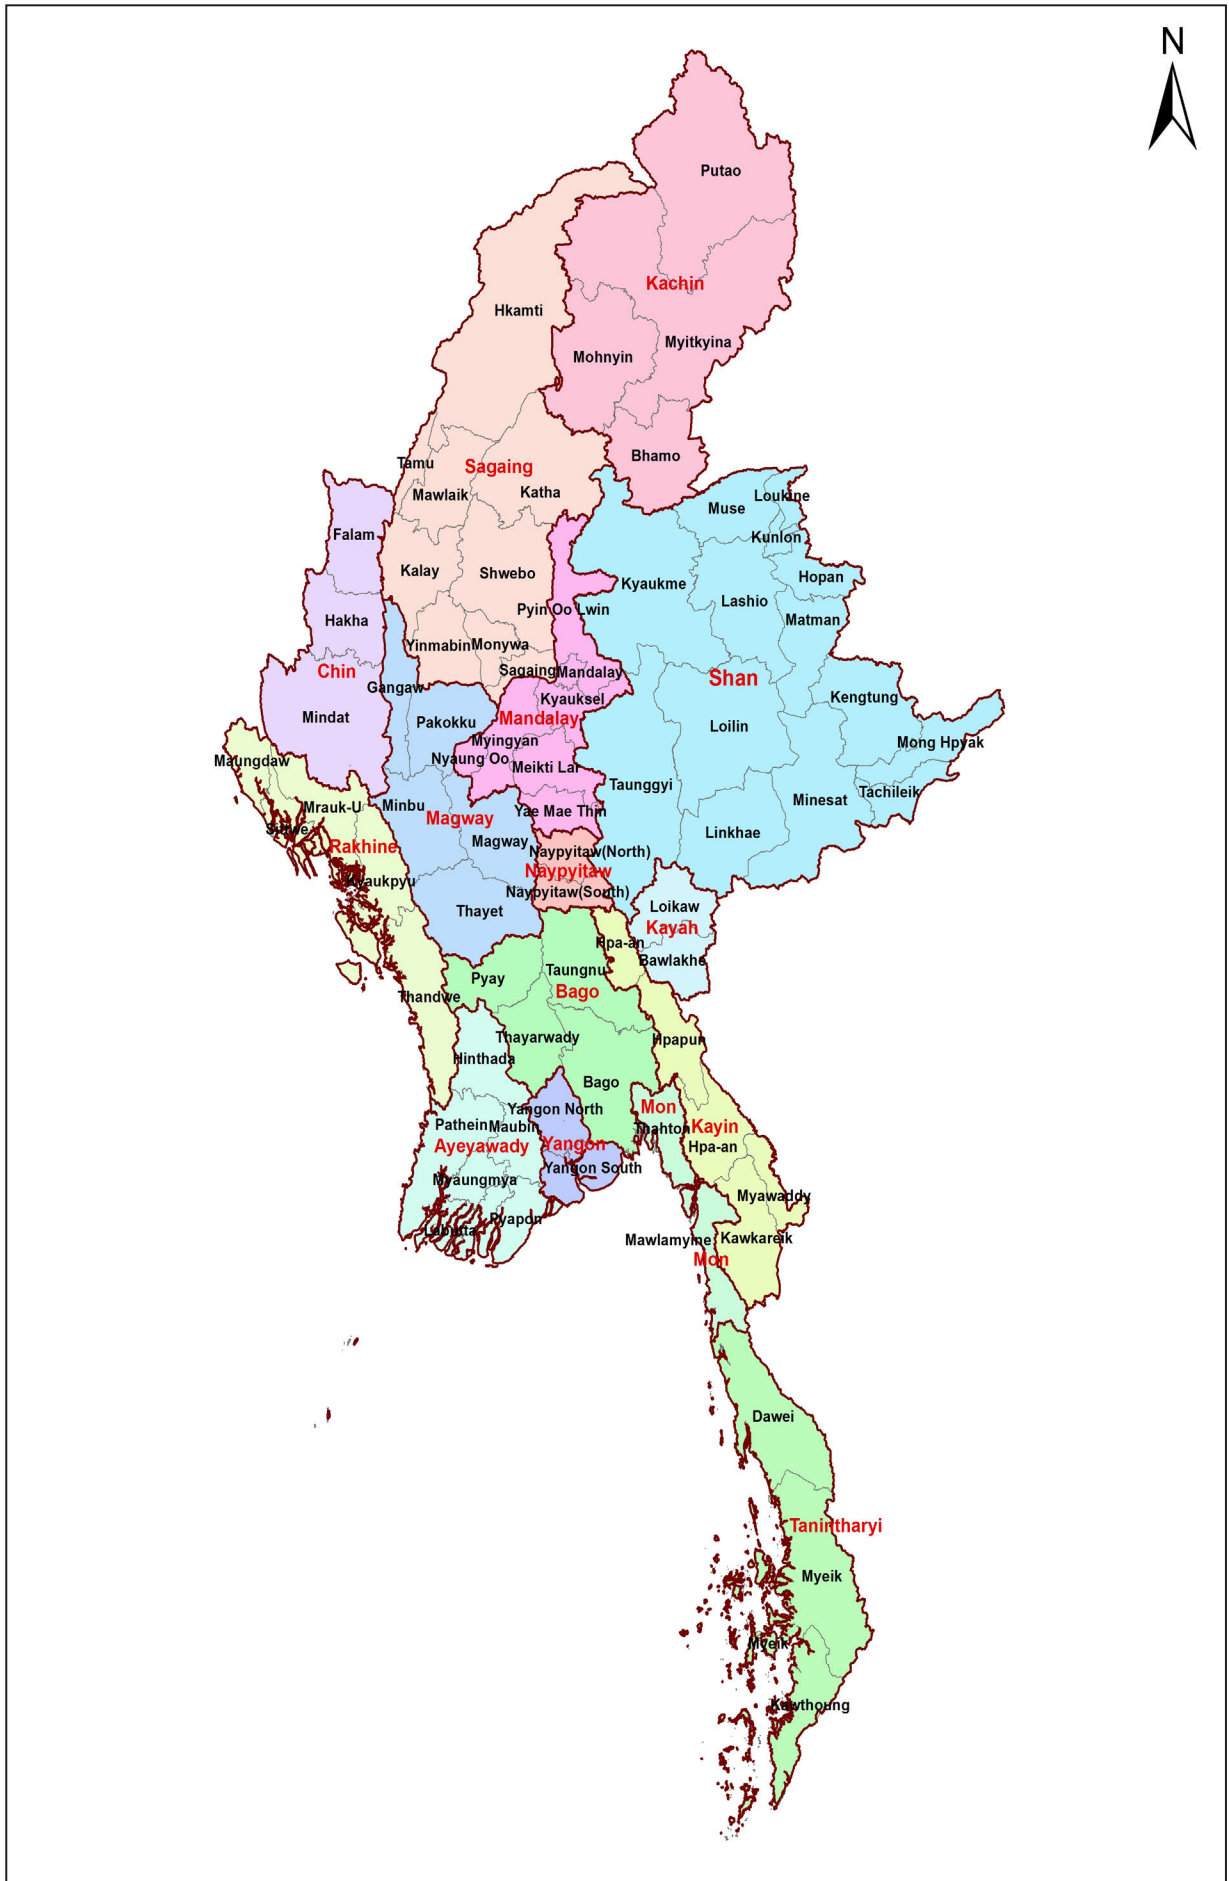 N
Putao
Kachin
Hkamti
Myitkyina
Mohnyin
Bhamo
Tamu
Sagaing
Mawlaik
Katha
Loukine
Muse
Falam
Kunlon
Kalay
Shwebo
Kyaukme
Hopan
Lashio
Pyin Oo Lwin
Hakha
Matman
Yinmabin
Monywa
Chin
Sagaing
Mandalay
Shan
Gangaw
Kyauksel
Kengtung
Mindat
Pakokku
Mandalay
Loilin
Myingyan
Mong Hpyak
Maungdaw
Nyaung Oo
Meikti Lar
Taunggyi
Tachileik
Minesat
Mrauk-U
Minbu
Yae Mae Thin
Magway
Sittwe
Linkhae
Rakhine
Magway
Naypyitaw(North)
Naypyitaw
Kyaukpyu
Naypyitaw(South)
Thayet
Loikaw
Kayah
Hpa-an
Bawlakhe
Taungnu
Pyay
Bago
Thandwe
Thayarwady
Hpapun
Hinthada
Bago
Yangon North
Mon
Pathein
Maubin
Thahton
Kayin
Ayeyawady
Yangon
Hpa-an
Yangon South
Myaungmya
Myawaddy
Pyapon
Labutta
Mawlamyine
Kawkareik
Mon
Dawei
Tanintharyi
Myeik
Myeik
Kawthoung